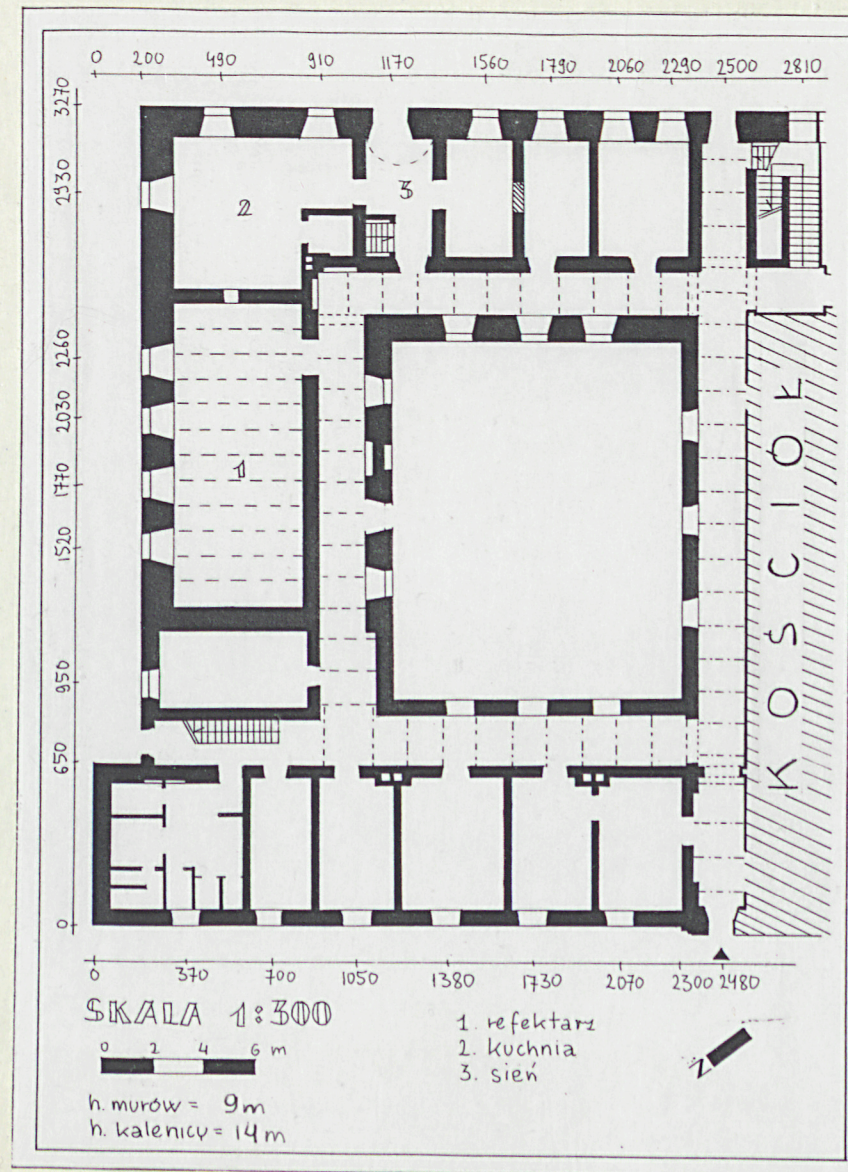 0 200 490 910 1170 1560 1790 2060 2290 2500 2810
3270
2930
2260
2030
1770
1520
950
650
0
2
3
1
KOŚCIÓŁ
0 370 700 1050 1380 1730 2070 2300 2480
SKALA 1:300
0 2 4 6 m
h. murów = 9m
h. kalenicy = 14m
1. refektarz
2. kuchnia
3. sień
N